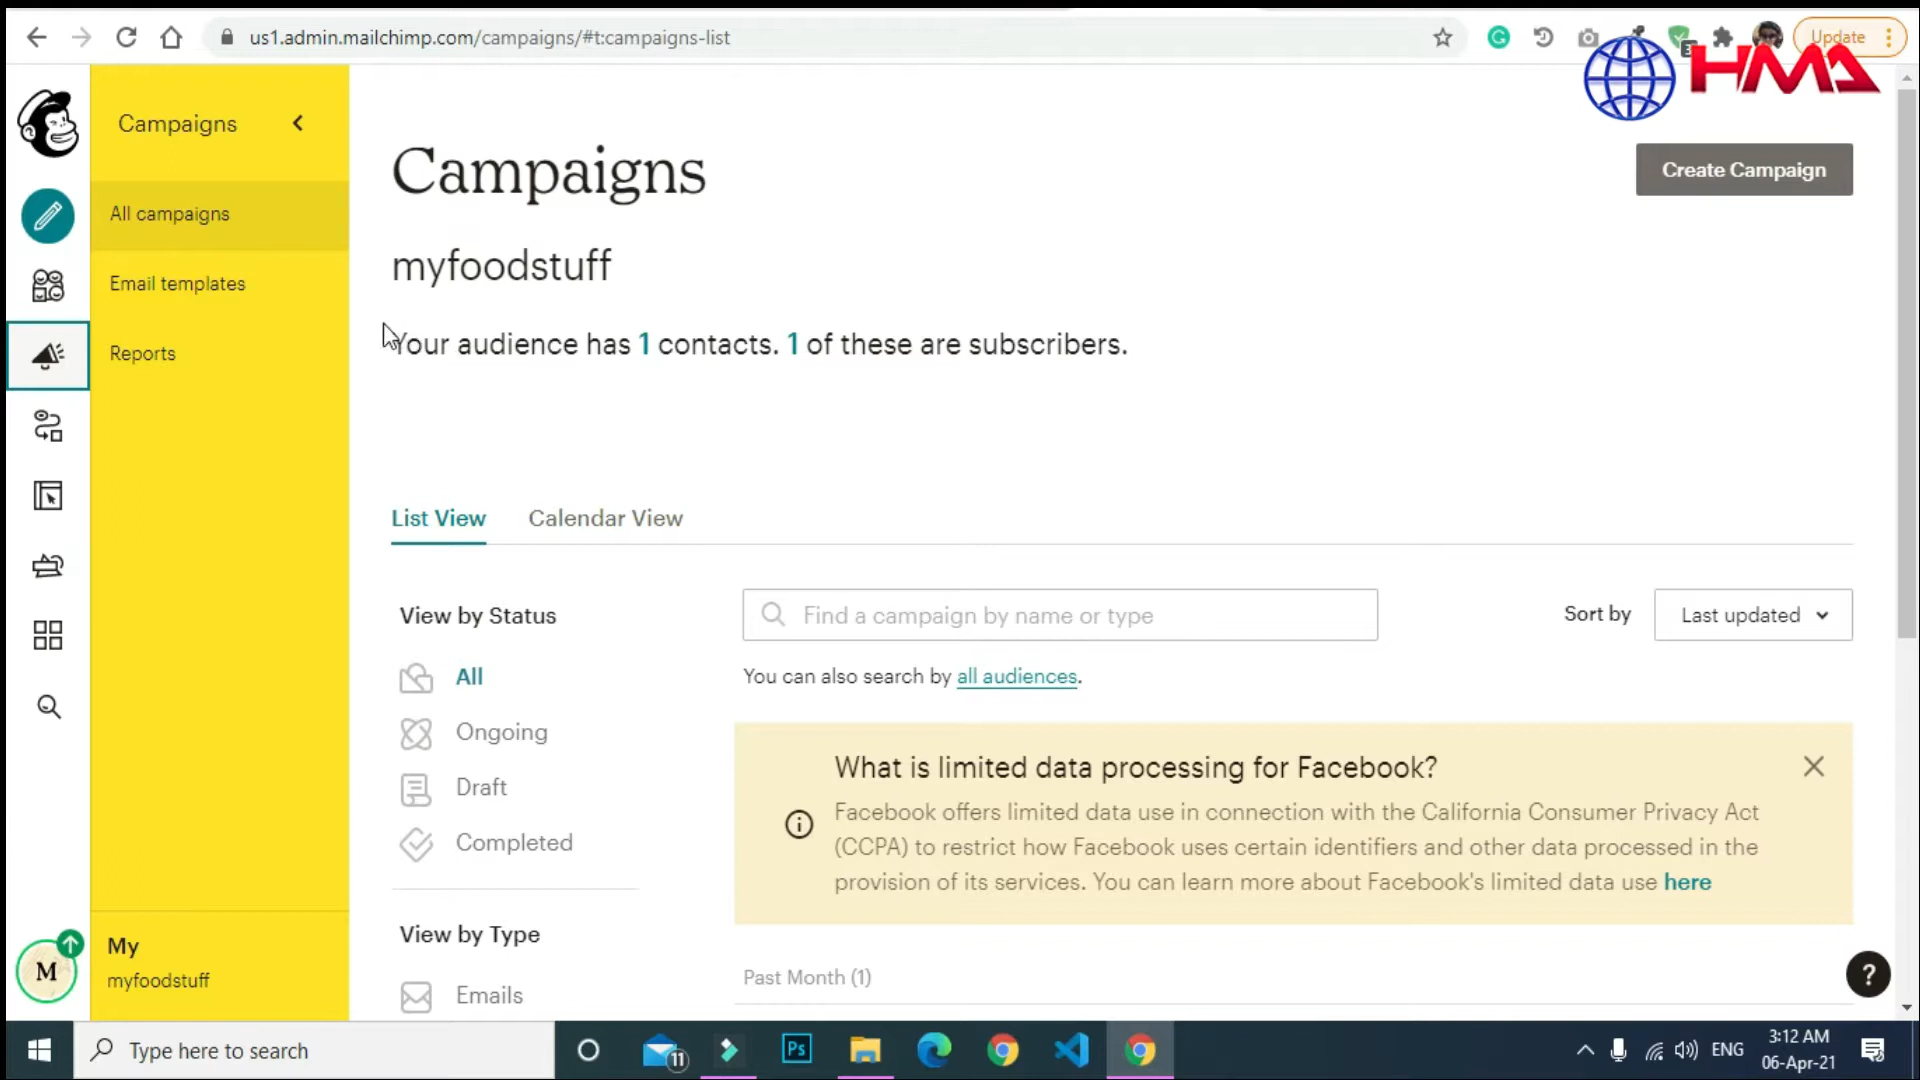 us1.admin.mailchimp.com/campaigns/#t:campaigns-list
Update
HMA
Campaigns
All campaigns
Email templates
Reports
Campaigns
Create Campaign
myfoodstuff
Your audience has 1 contacts. 1 of these are subscribers.
List View
Calendar View
View by Status
All
Ongoing
Draft
Completed
View by Type
Emails
Find a campaign by name or type
Sort by
Last updated
You can also search by all audiences.
What is limited data processing for Facebook?
Facebook offers limited data use in connection with the California Consumer Privacy Act
(CCPA) to restrict how Facebook uses certain identifiers and other data processed in the
provision of its services. You can learn more about Facebook's limited data use here
Past Month (1)
?
M
My
myfoodstuff
Type here to search
11
Ps
ENG
3:12 AM
06-Apr-21